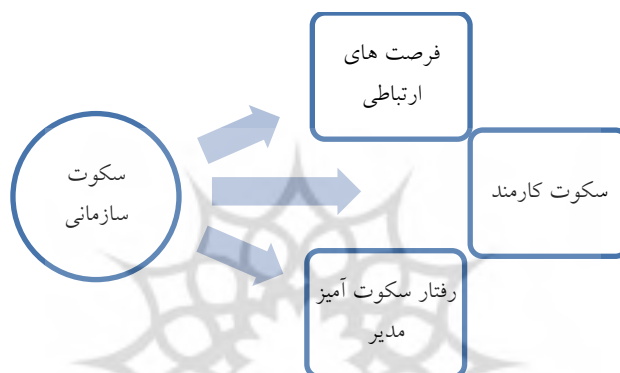 فرصت های
ارتباطی
سکوت
سازمانی
سکوت کارمند
رفتار سکوت آمیز
مدیر